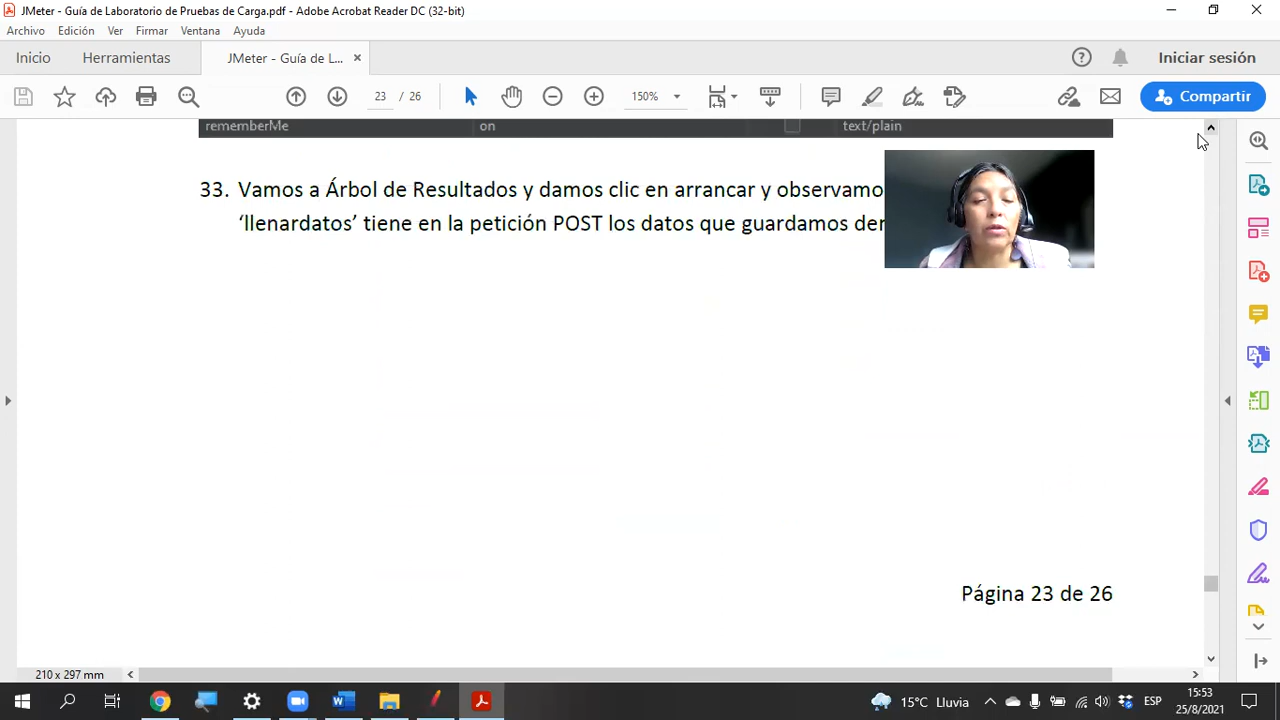 JMeter - Guía de Laboratorio de Pruebas de Carga.pdf - Adobe Acrobat Reader DC (32-bit)
Archivo Edición Ver Firmar Ventana Ayuda
Inicio Herramientas JMeter - Guía de L... × Iniciar sesión
23 / 26 150% Compartir
rememberMe on text/plain
33. Vamos a Árbol de Resultados y damos clic en arrancar y observamo
‘llenardatos’ tiene en la petición POST los datos que guardamos der
Página 23 de 26
210 x 297 mm
15°C Lluvia ESP 15:53
25/8/2021